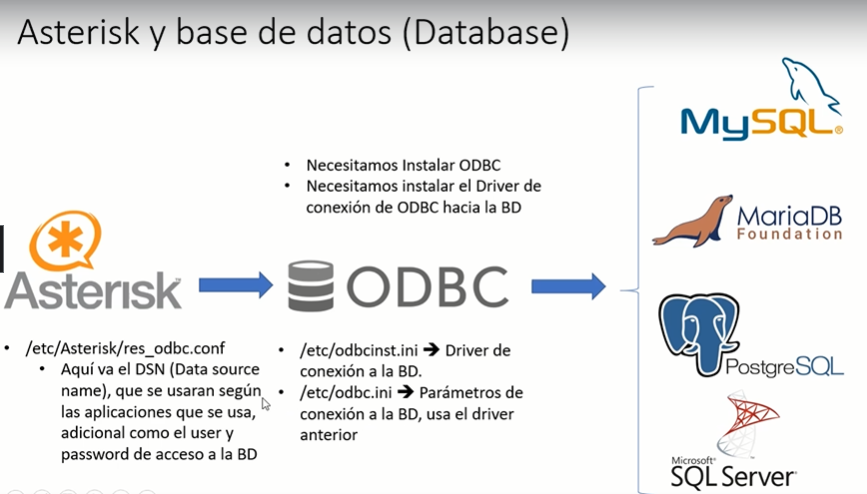 Asterisk y base de datos (Database)
• Necesitamos Instalar ODBC
• Necesitamos instalar el Driver de
conexión de ODBC hacia la BD
Asterisk™
ODBC
• /etc/Asterisk/res_odbc.conf
• Aquí va el DSN (Data source
name), que se usaran según
las aplicaciones que se usa,
adicional como el user y
password de acceso a la BD
• /etc/odbcinst.ini ➔ Driver de
conexión a la BD.
• /etc/odbc.ini ➔ Parámetros de
conexión a la BD, usa el driver
anterior
MySQL®
MariaDB
Foundation
PostgreSQL
Microsoft®
SQL Server